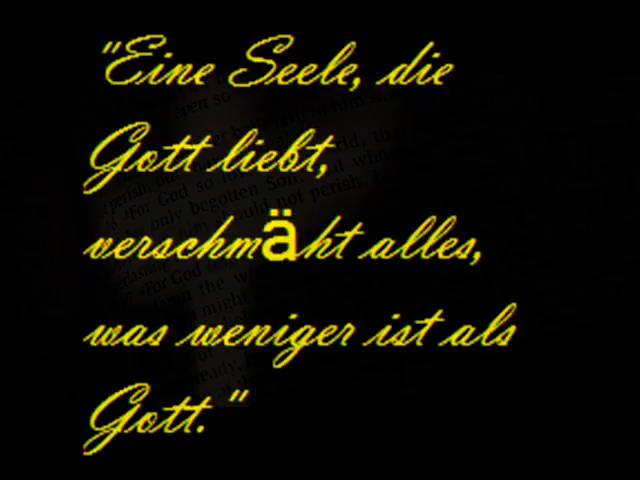 "Eine Seele, die
Gott liebt,
verschmäht alles,
was weniger ist als
Gott."